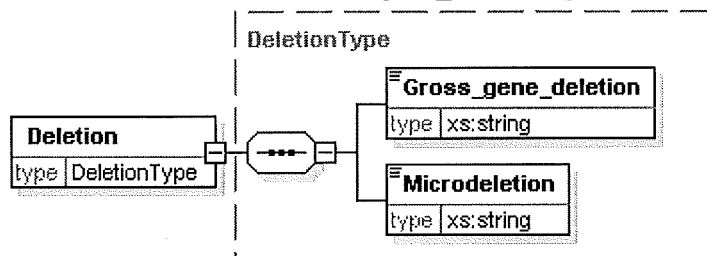 DeletionType
Gross_gene_deletion
type xs:string
Deletion
type DeletionType
Microdeletion
type xs:string